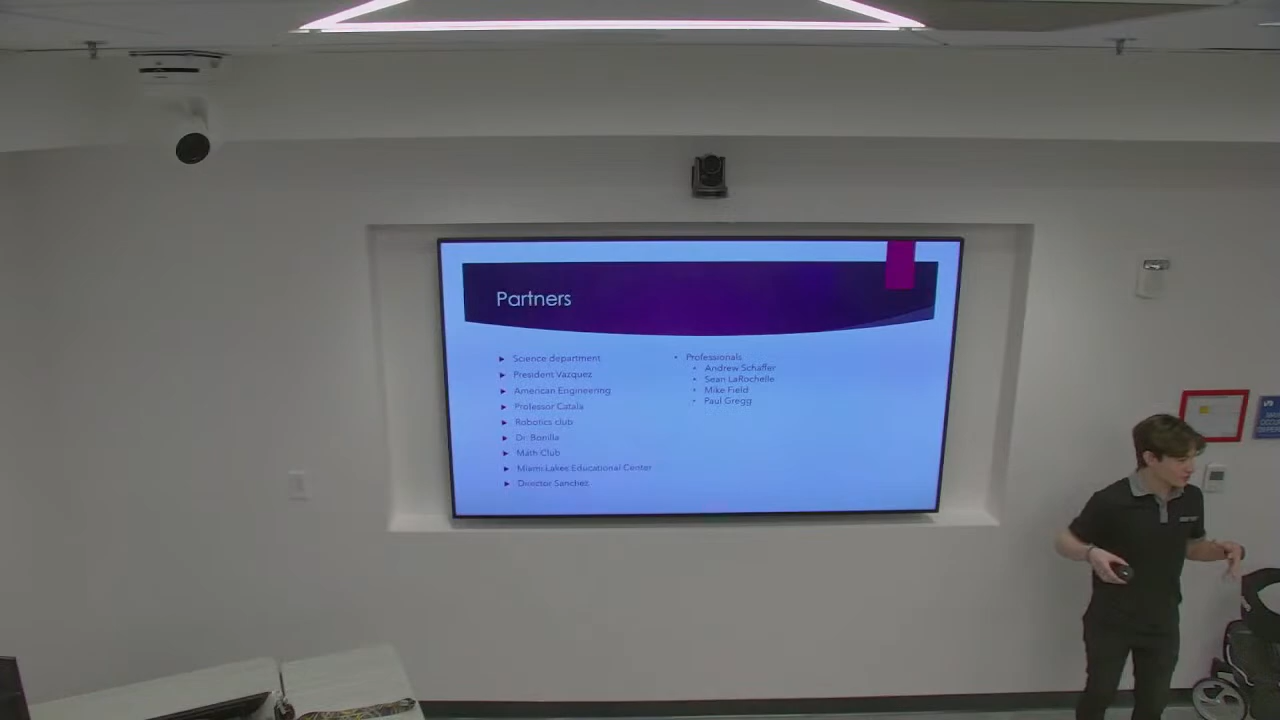 Partners
Science department
President Vazquez
American Engineering
Professor Catala
Robotics club
Dr. Bonilla
Math Club
Miami Lakes Educational Center
Director Sanchez
Professionals
Andrew Schaffer
Sean LaRochelle
Mike Field
Paul Gregg